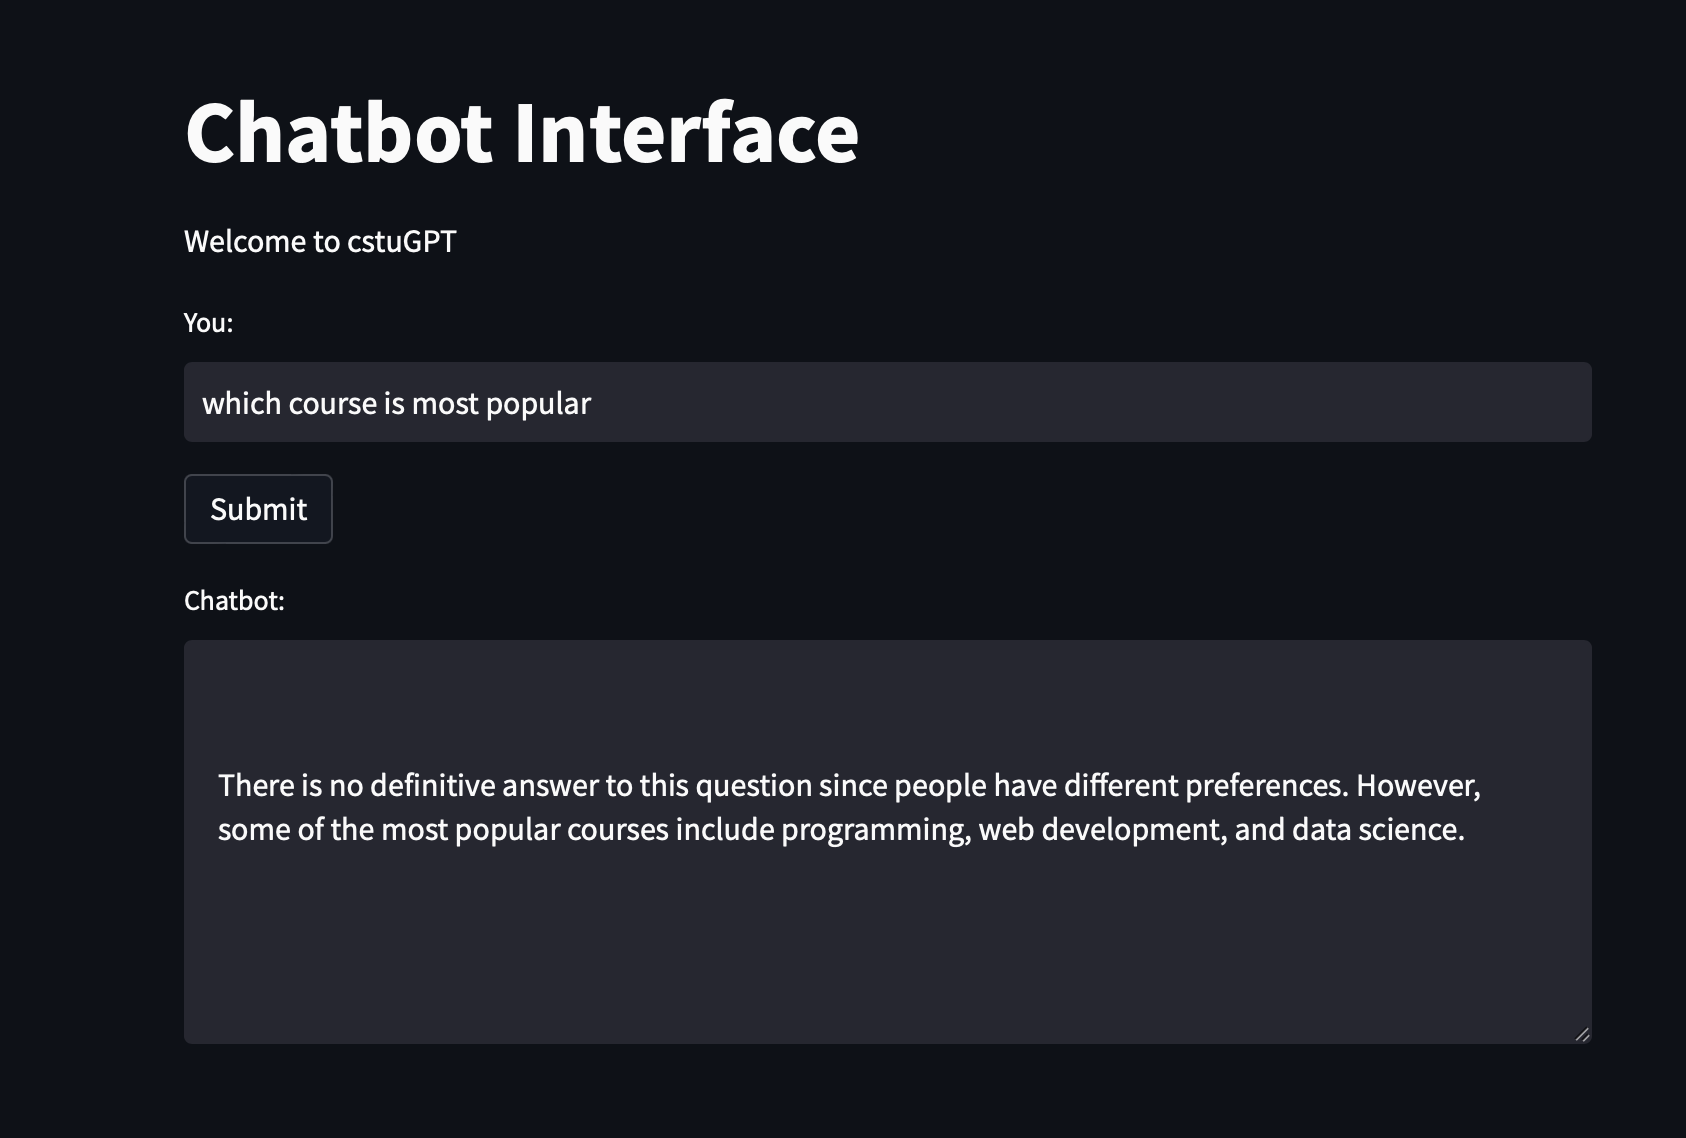 Chatbot Interface
Welcome to cstuGPT
You:
which course is most popular
Submit
Chatbot:
There is no definitive answer to this question since people have different preferences. However,
some of the most popular courses include programming, web development, and data science.